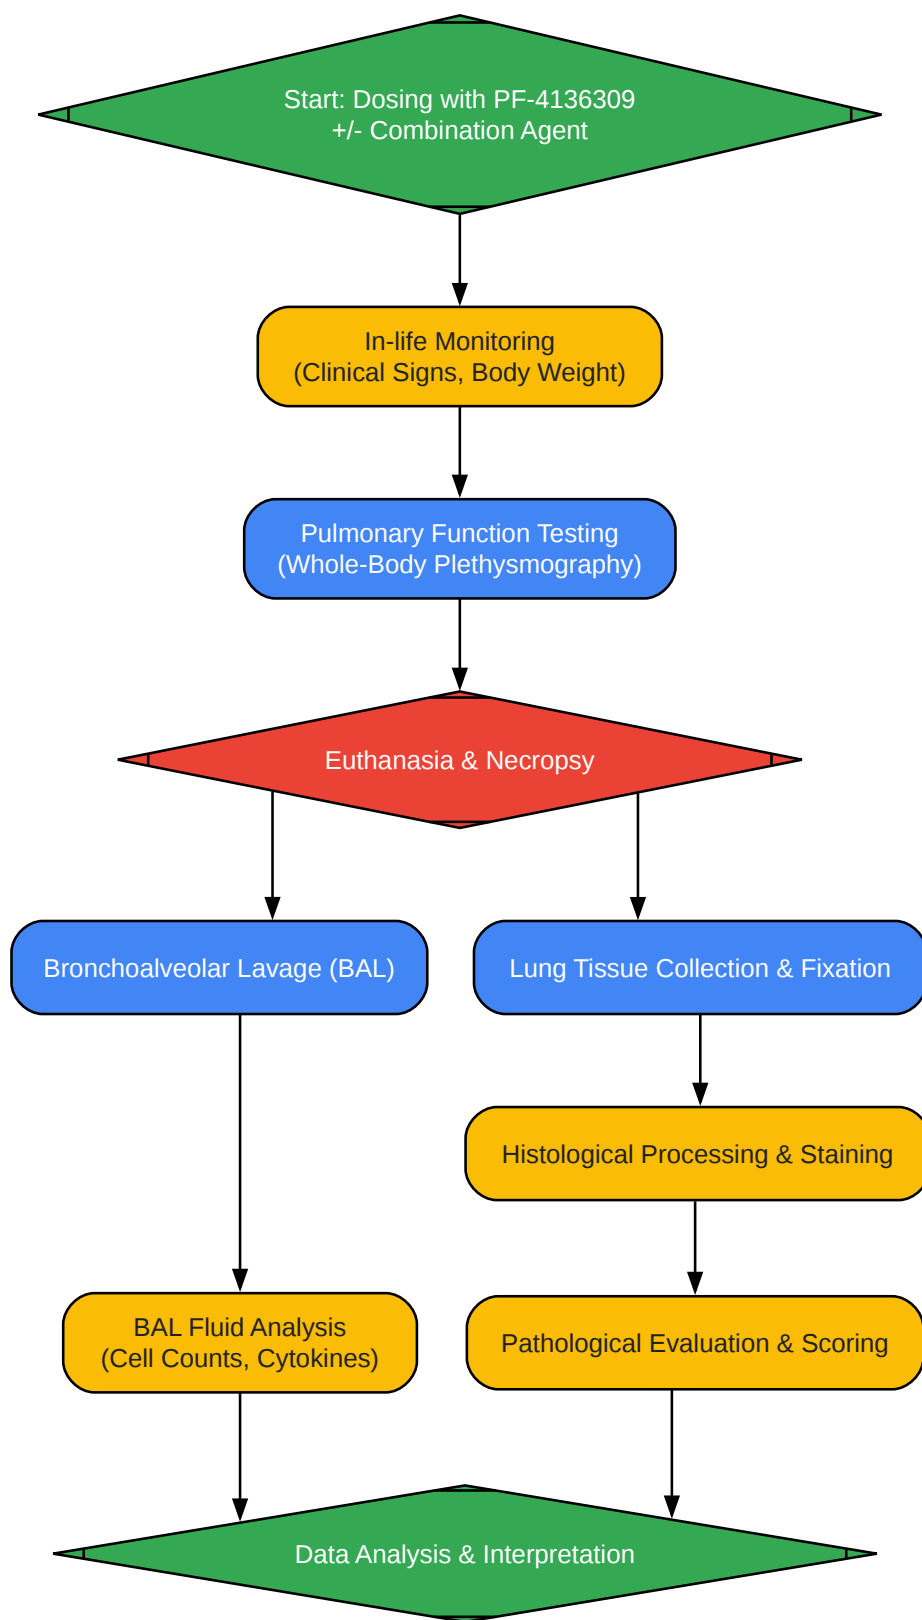 Start: Dosing with PF-4136309
+/- Combination Agent
In-life Monitoring
(Clinical Signs, Body Weight)
Pulmonary Function Testing
(Whole-Body Plethysmography)
Euthanasia & Necropsy
Bronchoalveolar Lavage (BAL)
Lung Tissue Collection & Fixation
Histological Processing & Staining
BAL Fluid Analysis
(Cell Counts, Cytokines)
Pathological Evaluation & Scoring
Data Analysis & Interpretation